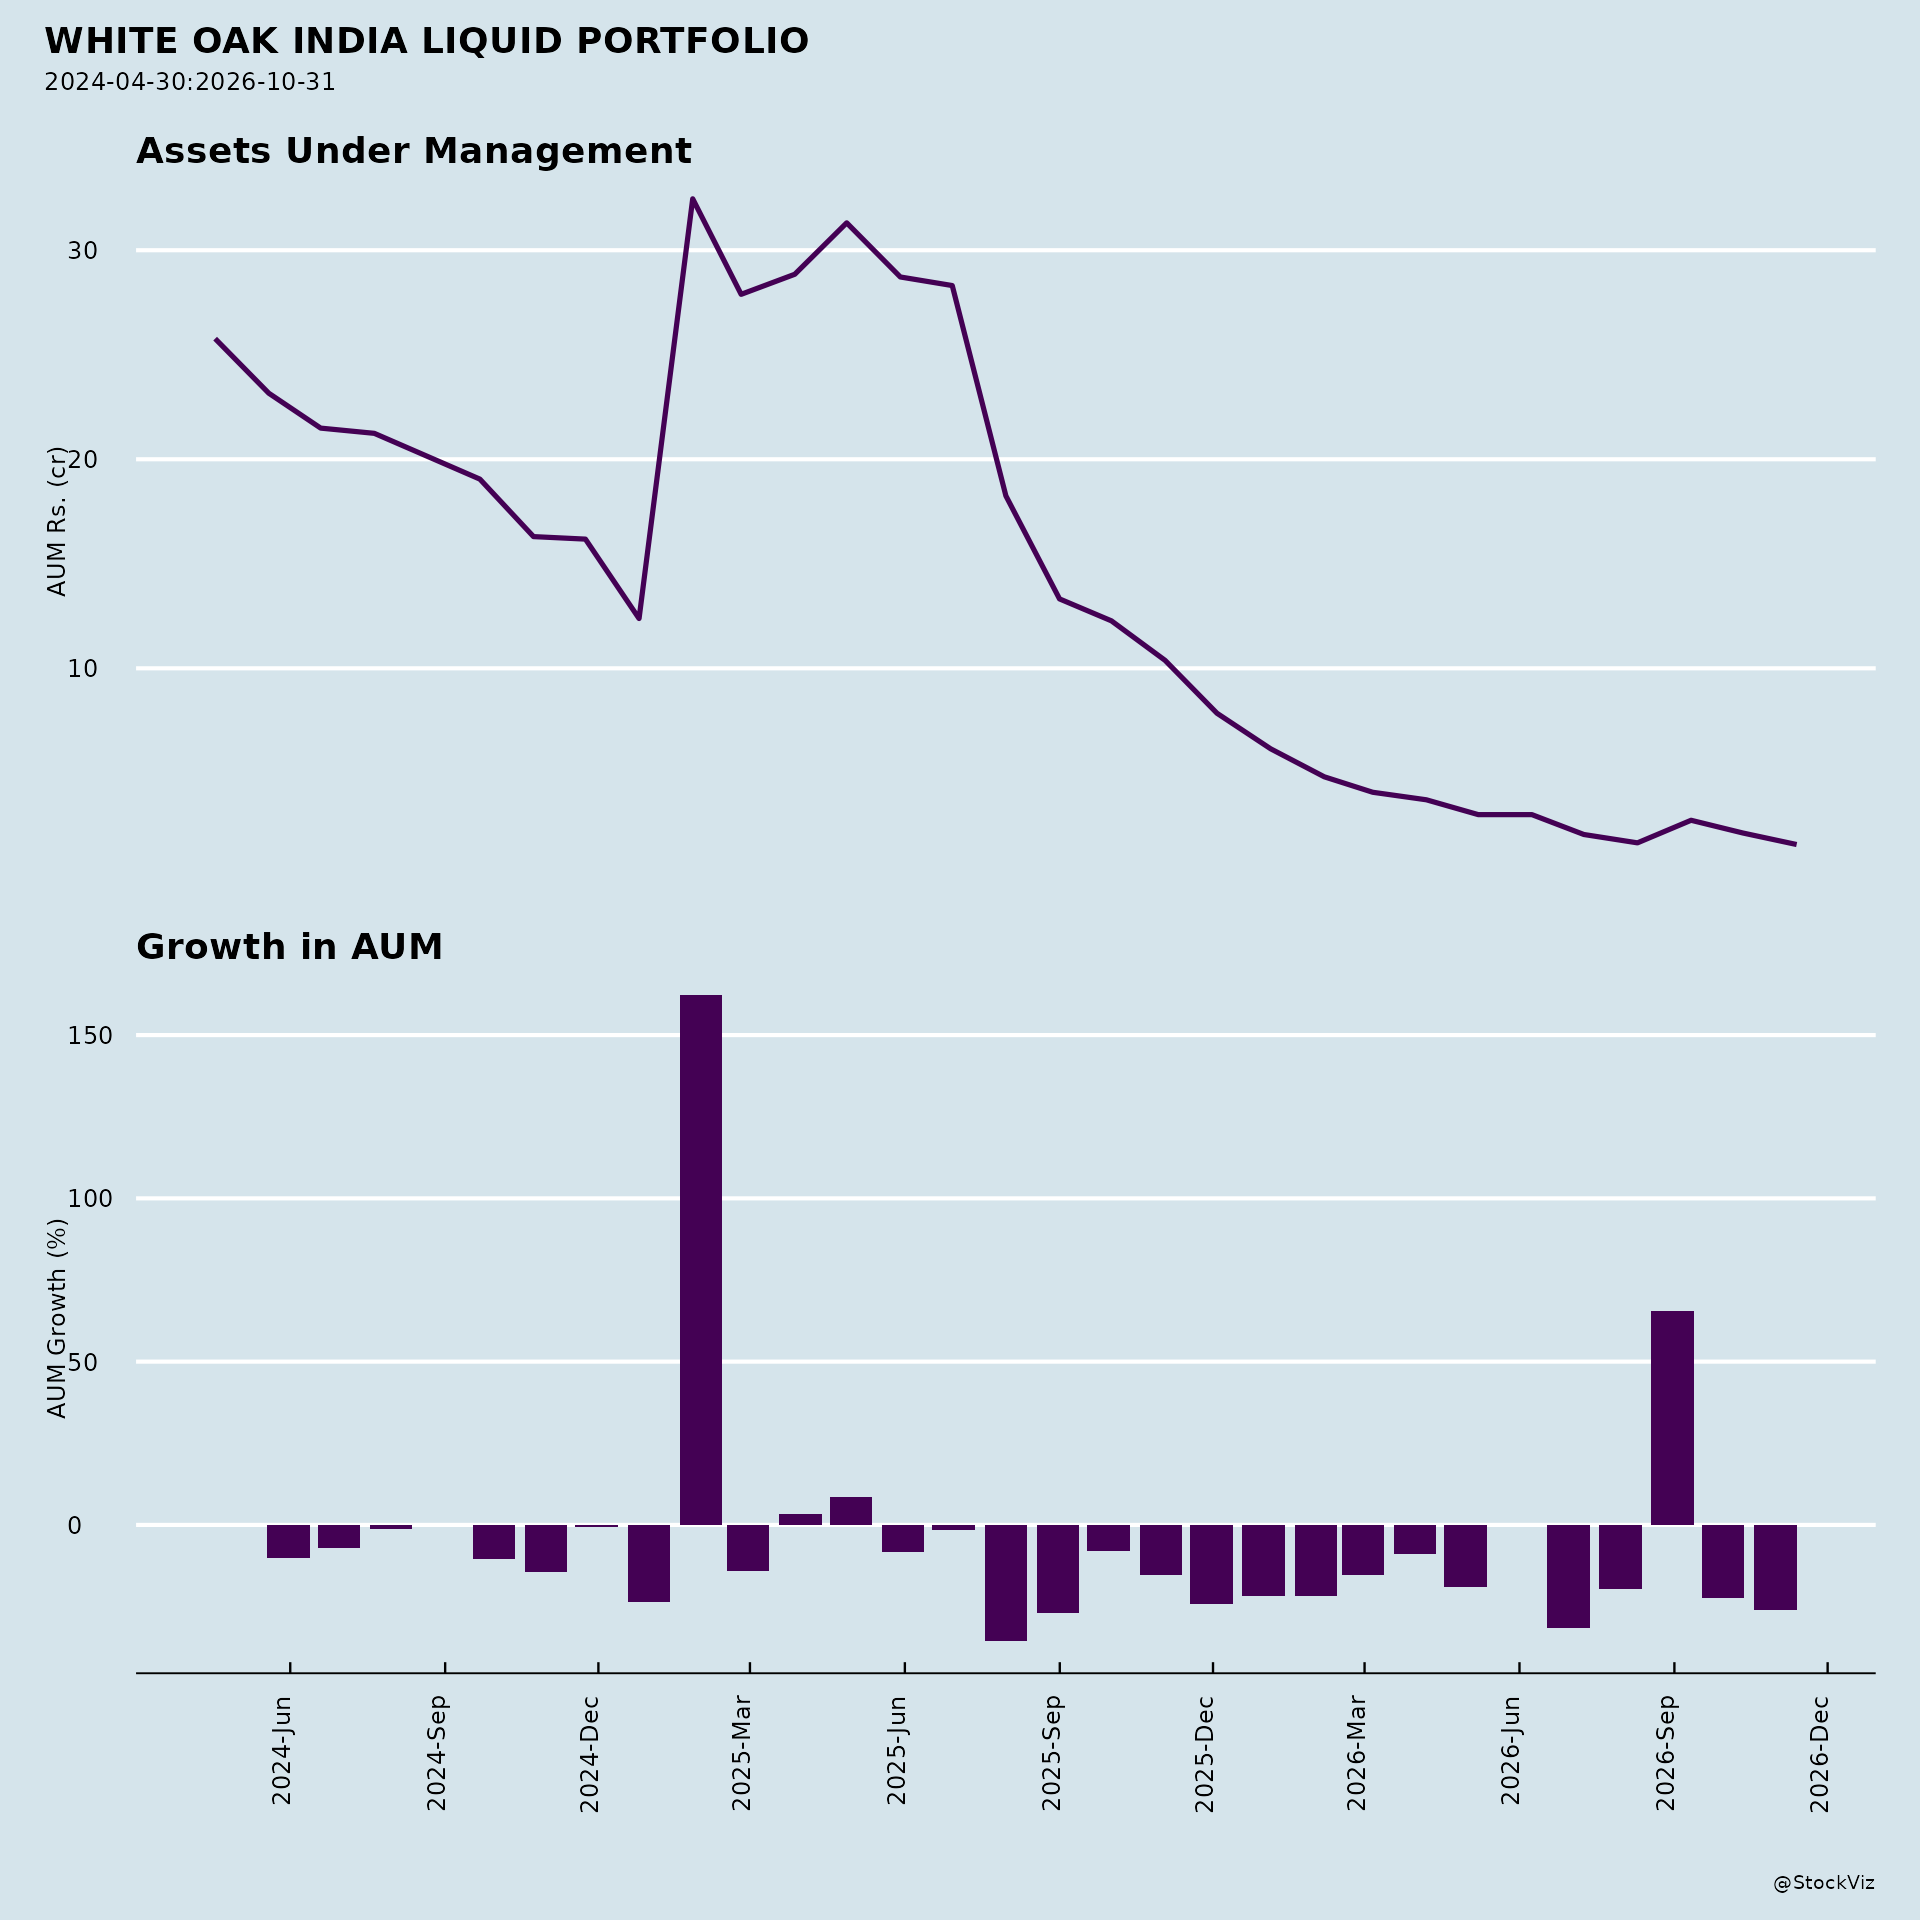 WHITE OAK INDIA LIQUID PORTFOLIO
2024-04-30:2026-10-31
Assets Under Management
AUM Rs. (cr)
30
20
10
Growth in AUM
AUM Growth (%)
150
100
50
0
2024-Jun
2024-Sep
2024-Dec
2025-Mar
2025-Jun
2025-Sep
2025-Dec
2026-Mar
2026-Jun
2026-Sep
2026-Dec
@StockViz